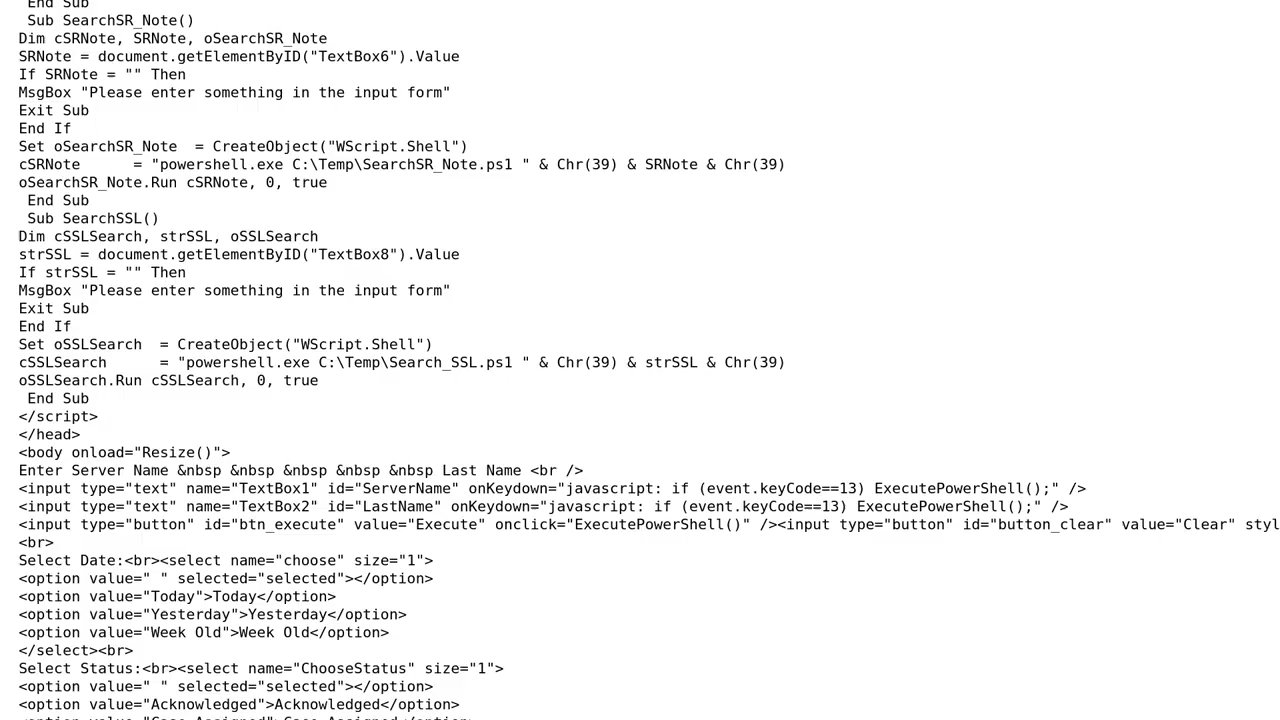 End Sub
Sub SearchSR_Note()
Dim cSRNote, SRNote, oSearchSR_Note
SRNote = document.getElementByID("TextBox6").Value
If SRNote = "" Then
MsgBox "Please enter something in the input form"
Exit Sub
End If
Set oSearchSR_Note  = CreateObject("WScript.Shell")
cSRNote      = "powershell.exe C:\Temp\SearchSR_Note.ps1 " & Chr(39) & SRNote & Chr(39)
oSearchSR_Note.Run cSRNote, 0, true
End Sub
Sub SearchSSL()
Dim cSSLSearch, strSSL, oSSLSearch
strSSL = document.getElementByID("TextBox8").Value
If strSSL = "" Then
MsgBox "Please enter something in the input form"
Exit Sub
End If
Set oSSLSearch  = CreateObject("WScript.Shell")
cSSLSearch      = "powershell.exe C:\Temp\Search_SSL.ps1 " & Chr(39) & strSSL & Chr(39)
oSSLSearch.Run cSSLSearch, 0, true
End Sub
</script>
</head>
<body onload="Resize()">
Enter Server Name &nbsp &nbsp &nbsp &nbsp &nbsp Last Name <br />
<input type="text" name="TextBox1" id="ServerName" onKeydown="javascript: if (event.keyCode==13) ExecutePowerShell();" />
<input type="text" name="TextBox2" id="LastName" onKeydown="javascript: if (event.keyCode==13) ExecutePowerShell();" />
<input type="button" id="btn_execute" value="Execute" onclick="ExecutePowerShell()" /><input type="button" id="button_clear" value="Clear" styl
<br>
Select Date:<br><select name="choose" size="1">
<option value=" " selected="selected"></option>
<option value="Today">Today</option>
<option value="Yesterday">Yesterday</option>
<option value="Week Old">Week Old</option>
</select><br>
Select Status:<br><select name="ChooseStatus" size="1">
<option value=" " selected="selected"></option>
<option value="Acknowledged">Acknowledged</option>
<option value="Case Assigned">Case Assigned</option>